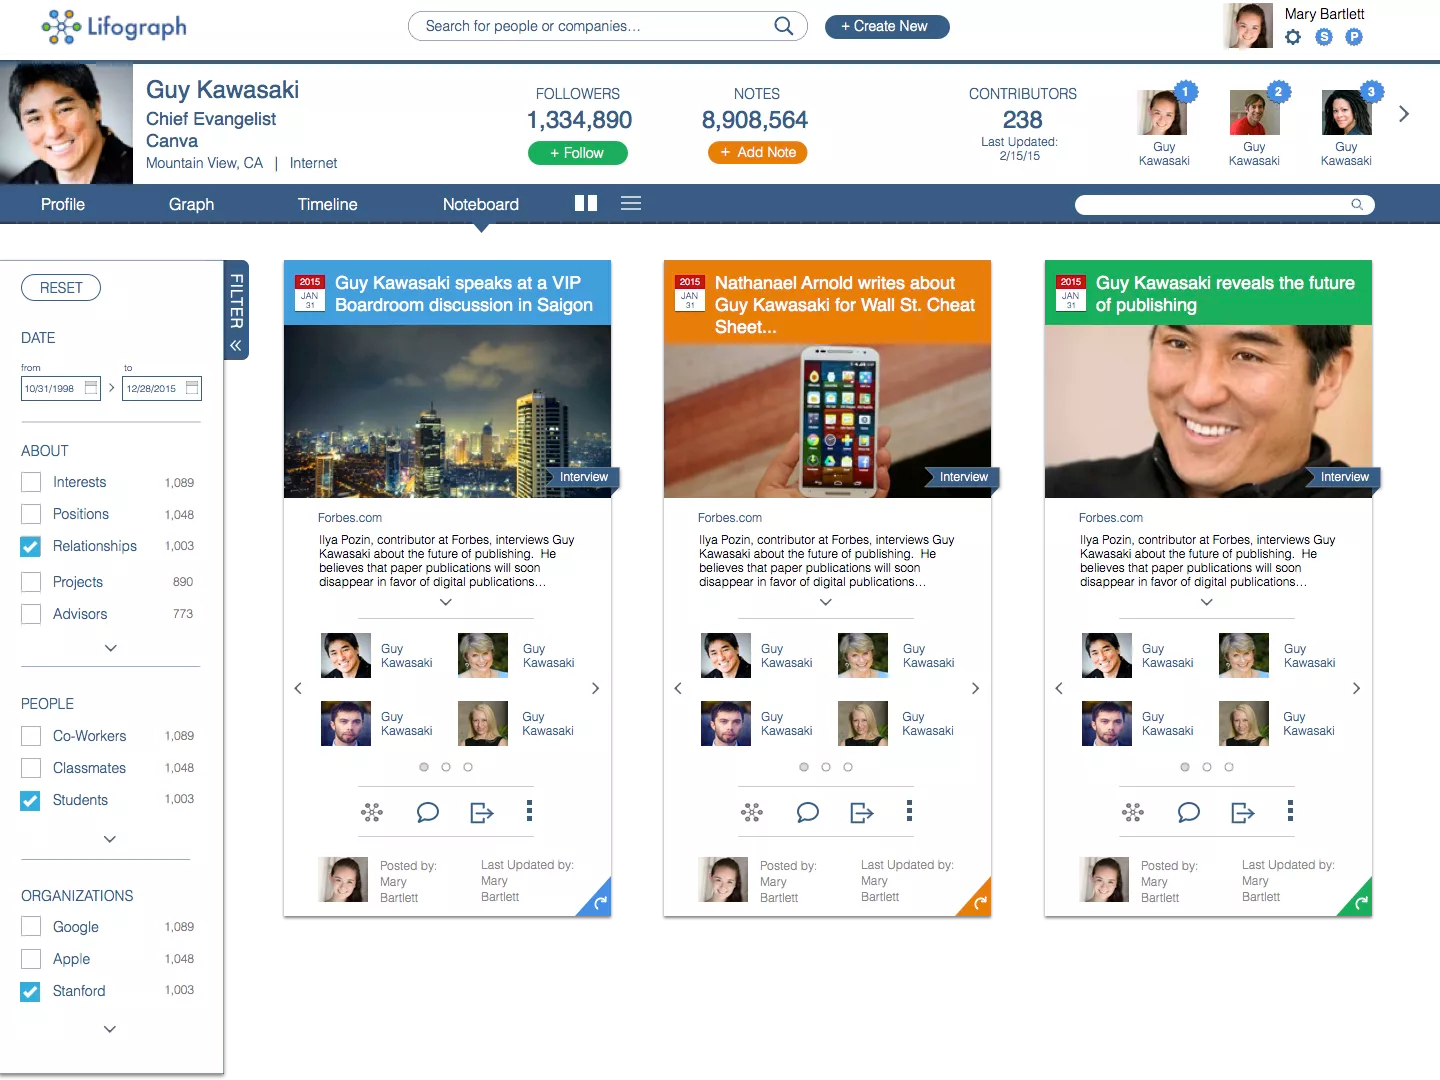 Lifograph
Search for people or companies...
+ Create New
Mary Bartlett
S P
Guy Kawasaki
Chief Evangelist
Canva
Mountain View, CA | Internet
FOLLOWERS
1,334,890
+ Follow
NOTES
8,908,564
+ Add Note
CONTRIBUTORS
238
Last Updated:
2/15/15
1
Guy
Kawasaki
2
Guy
Kawasaki
3
Guy
Kawasaki
Profile Graph Timeline Noteboard
FILTER
RESET
DATE
from to
10/31/1998 > 12/28/2015
ABOUT
Interests 1,089
Positions 1,048
Relationships 1,003
Projects 890
Advisors 773
PEOPLE
Co-Workers 1,089
Classmates 1,048
Students 1,003
ORGANIZATIONS
Google 1,089
Apple 1,048
Stanford 1,003
2015
JAN
31
Guy Kawasaki speaks at a VIP
Boardroom discussion in Saigon
Interview
Forbes.com
Ilya Pozin, contributor at Forbes, interviews Guy
Kawasaki about the future of publishing. He
believes that paper publications will soon
disappear in favor of digital publications...
Guy
Kawasaki
Guy
Kawasaki
Guy
Kawasaki
Guy
Kawasaki
Posted by:
Mary
Bartlett
Last Updated by:
Mary
Bartlett
2015
JAN
31
Nathanael Arnold writes about
Guy Kawasaki for Wall St. Cheat
Sheet...
Interview
Forbes.com
Ilya Pozin, contributor at Forbes, interviews Guy
Kawasaki about the future of publishing. He
believes that paper publications will soon
disappear in favor of digital publications...
Guy
Kawasaki
Guy
Kawasaki
Guy
Kawasaki
Guy
Kawasaki
Posted by:
Mary
Bartlett
Last Updated by:
Mary
Bartlett
2015
JAN
31
Guy Kawasaki reveals the future
of publishing
Interview
Forbes.com
Ilya Pozin, contributor at Forbes, interviews Guy
Kawasaki about the future of publishing. He
believes that paper publications will soon
disappear in favor of digital publications...
Guy
Kawasaki
Guy
Kawasaki
Guy
Kawasaki
Guy
Kawasaki
Posted by:
Mary
Bartlett
Last Updated by:
Mary
Bartlett